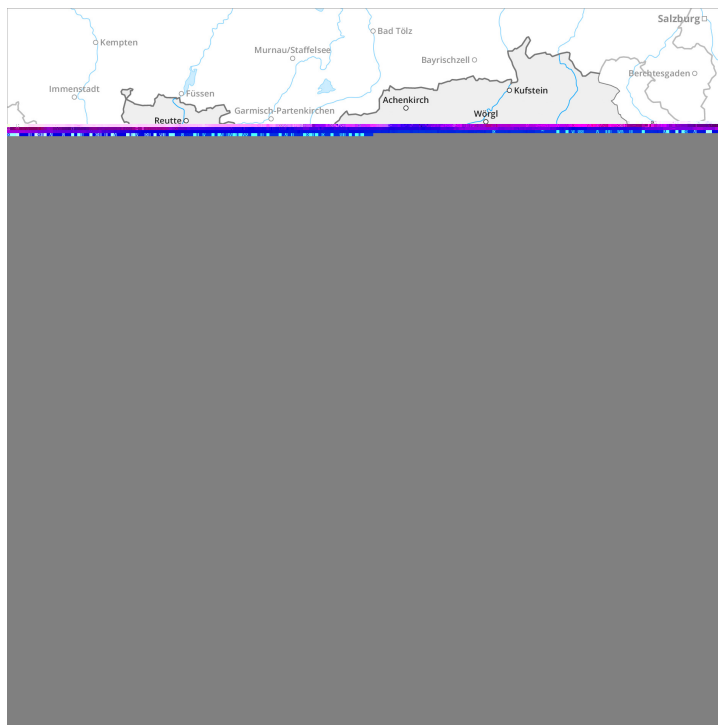 Salzburg
Bad Tölz
Kempten
Murnau/Staffelsee
Bayrischzell
Berchtesgaden
Immenstadt
Füssen
Kufstein
Achenkirch
Garmisch-Partenkirchen
Wörgl
Reutte